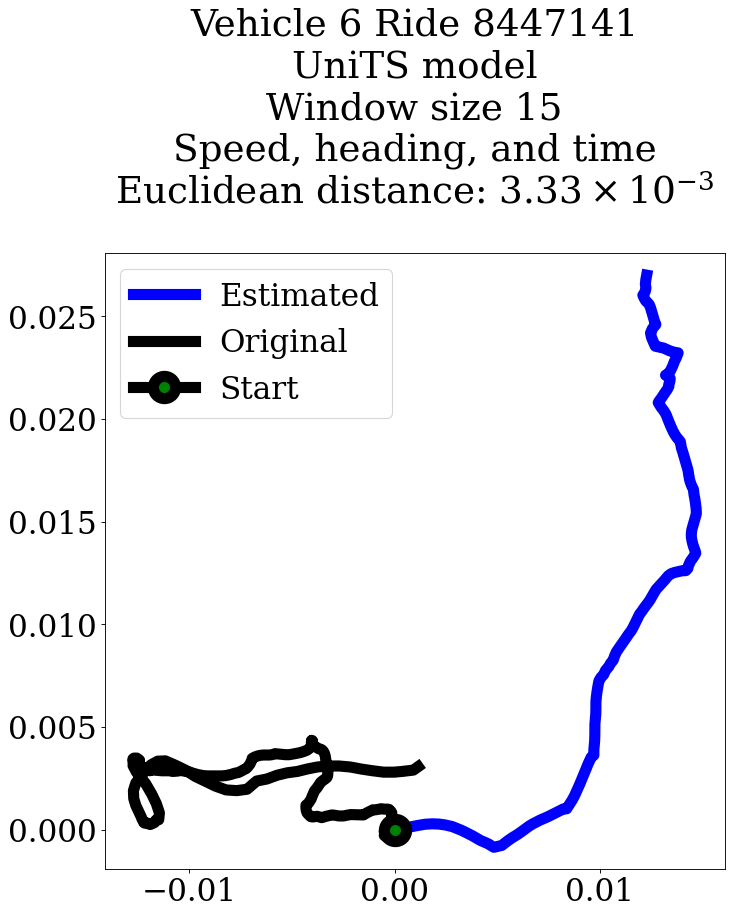 Vehicle 6 Ride 8447141
UniTS model
Window size 15
Speed, heading, and time
Euclidean distance: 3.33 × 10⁻³
Estimated
Original
Start
0.025
0.020
0.015
0.010
0.005
0.000
−0.01 0.00 0.01